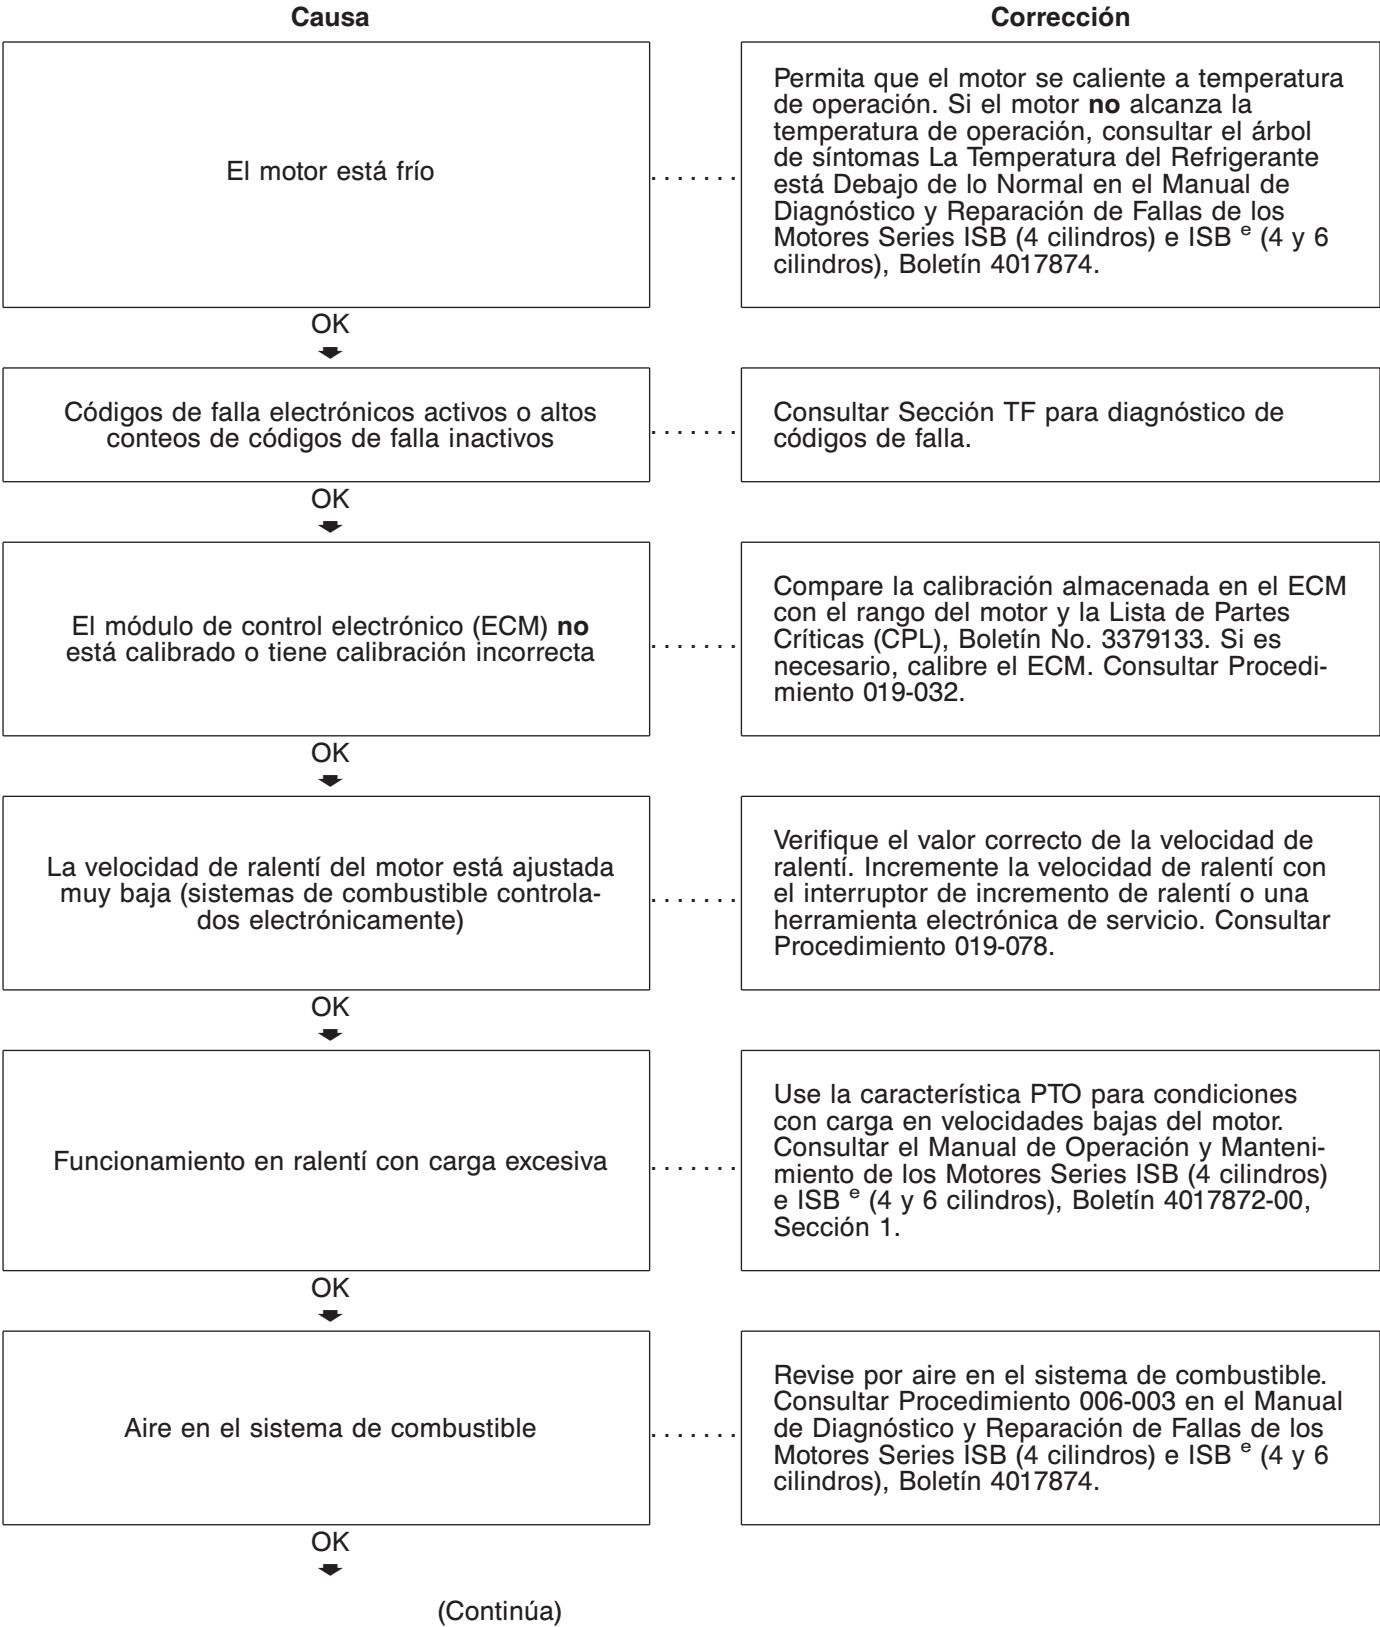 Causa
Corrección
El motor está frío
. . . . . . .
Permita que el motor se caliente a temperatura
de operación. Si el motor no alcanza la
temperatura de operación, consultar el árbol
de síntomas La Temperatura del Refrigerante
está Debajo de lo Normal en el Manual de
Diagnóstico y Reparación de Fallas de los
Motores Series ISB (4 cilindros) e ISB e (4 y 6
cilindros), Boletín 4017874.
OK
Códigos de falla electrónicos activos o altos
conteos de códigos de falla inactivos
. . . . . . .
Consultar Sección TF para diagnóstico de
códigos de falla.
OK
El módulo de control electrónico (ECM) no
está calibrado o tiene calibración incorrecta
. . . . . . .
Compare la calibración almacenada en el ECM
con el rango del motor y la Lista de Partes
Críticas (CPL), Boletín No. 3379133. Si es
necesario, calibre el ECM. Consultar Procedi-
miento 019-032.
OK
La velocidad de ralentí del motor está ajustada
muy baja (sistemas de combustible controla-
dos electrónicamente)
. . . . . . .
Verifique el valor correcto de la velocidad de
ralentí. Incremente la velocidad de ralentí con
el interruptor de incremento de ralentí o una
herramienta electrónica de servicio. Consultar
Procedimiento 019-078.
OK
Funcionamiento en ralentí con carga excesiva
. . . . . . .
Use la característica PTO para condiciones
con carga en velocidades bajas del motor.
Consultar el Manual de Operación y Manteni-
miento de los Motores Series ISB (4 cilindros)
e ISB e (4 y 6 cilindros), Boletín 4017872-00,
Sección 1.
OK
Aire en el sistema de combustible
. . . . . . .
Revise por aire en el sistema de combustible.
Consultar Procedimiento 006-003 en el Manual
de Diagnóstico y Reparación de Fallas de los
Motores Series ISB (4 cilindros) e ISB e (4 y 6
cilindros), Boletín 4017874.
OK
(Continúa)